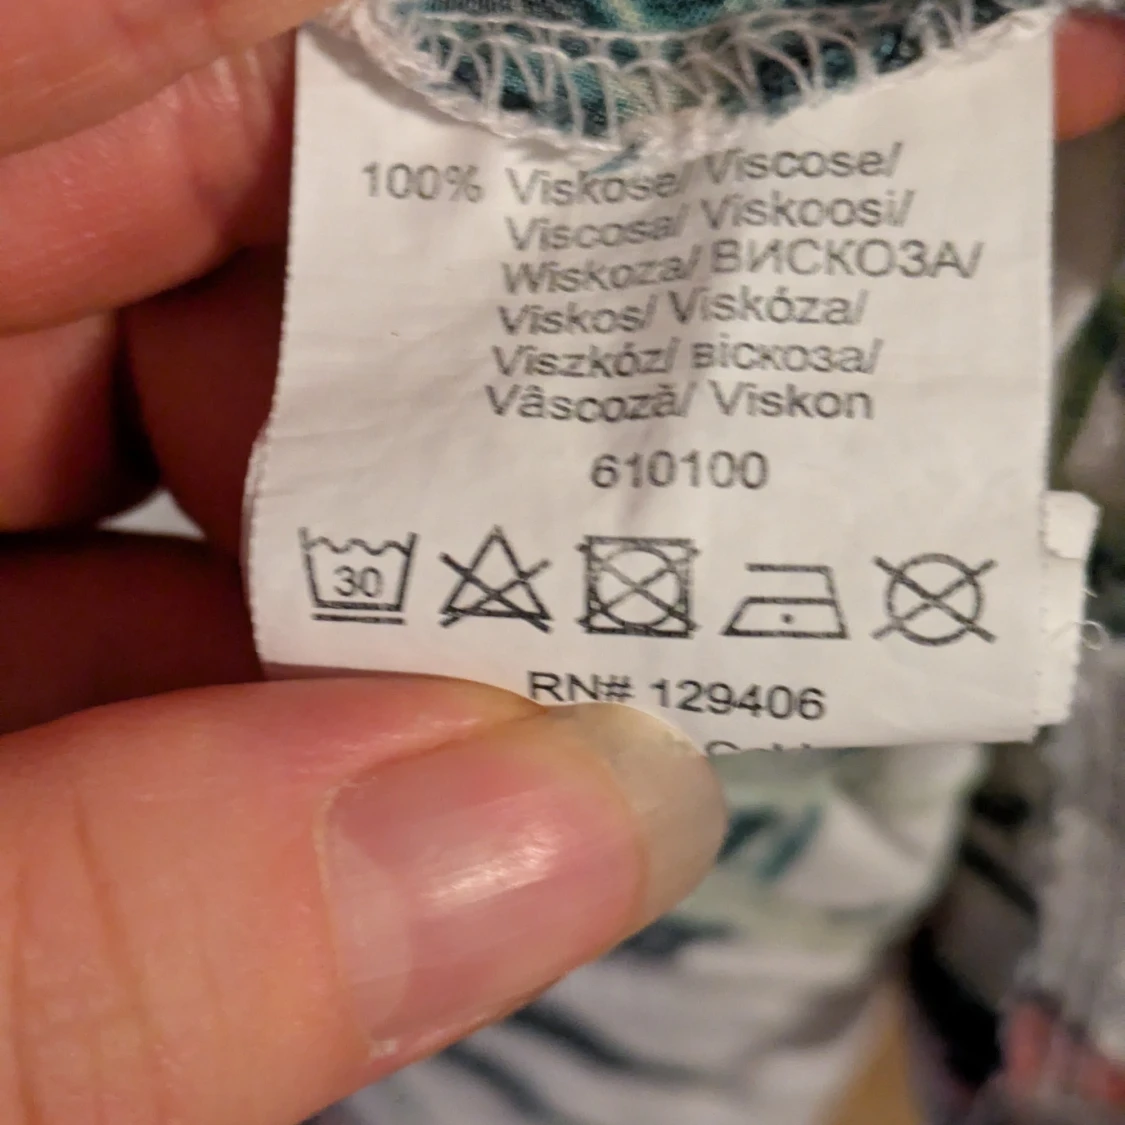 100% Viskose/ Viscose/
Viscosa/ Viskoosi/
Wiskoza/ ВИСКОЗА/
Viskos/ Viskóza/
Viszkóz/ віскоза/
Vâscoză/ Viskon
610100
30
RN# 129406